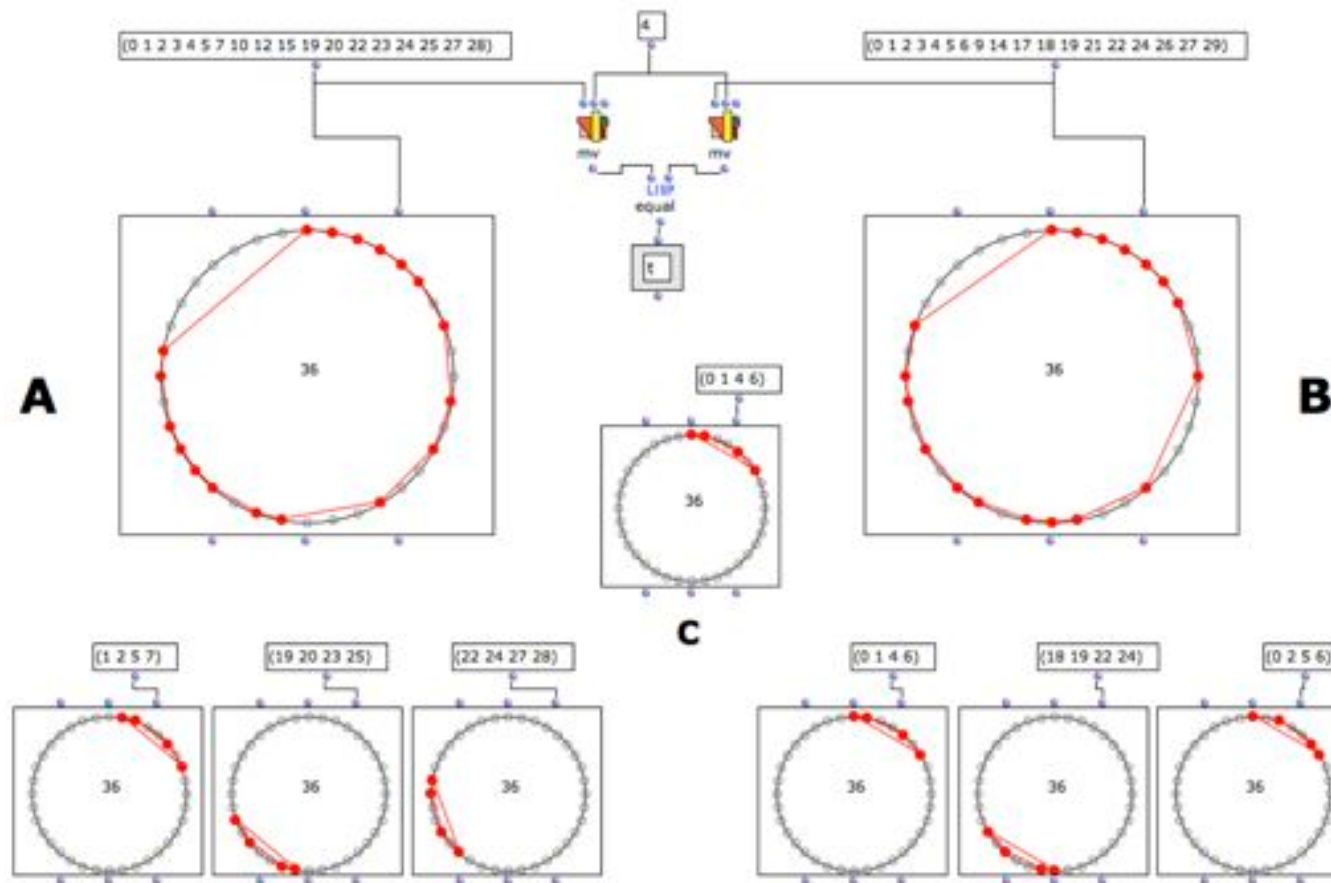 (0 1 2 3 4 5 7 10 12 15 19 20 22 23 24 25 27 28)
4
(0 1 2 3 4 5 6 9 14 17 18 19 21 22 24 26 27 29)
mv
mv
LISP
equal
t
36
36
A
B
(0 1 4 6)
36
C
(1 2 5 7)
(19 20 23 25)
(22 24 27 28)
(0 1 4 6)
(18 19 22 24)
(0 2 5 6)
36
36
36
36
36
36